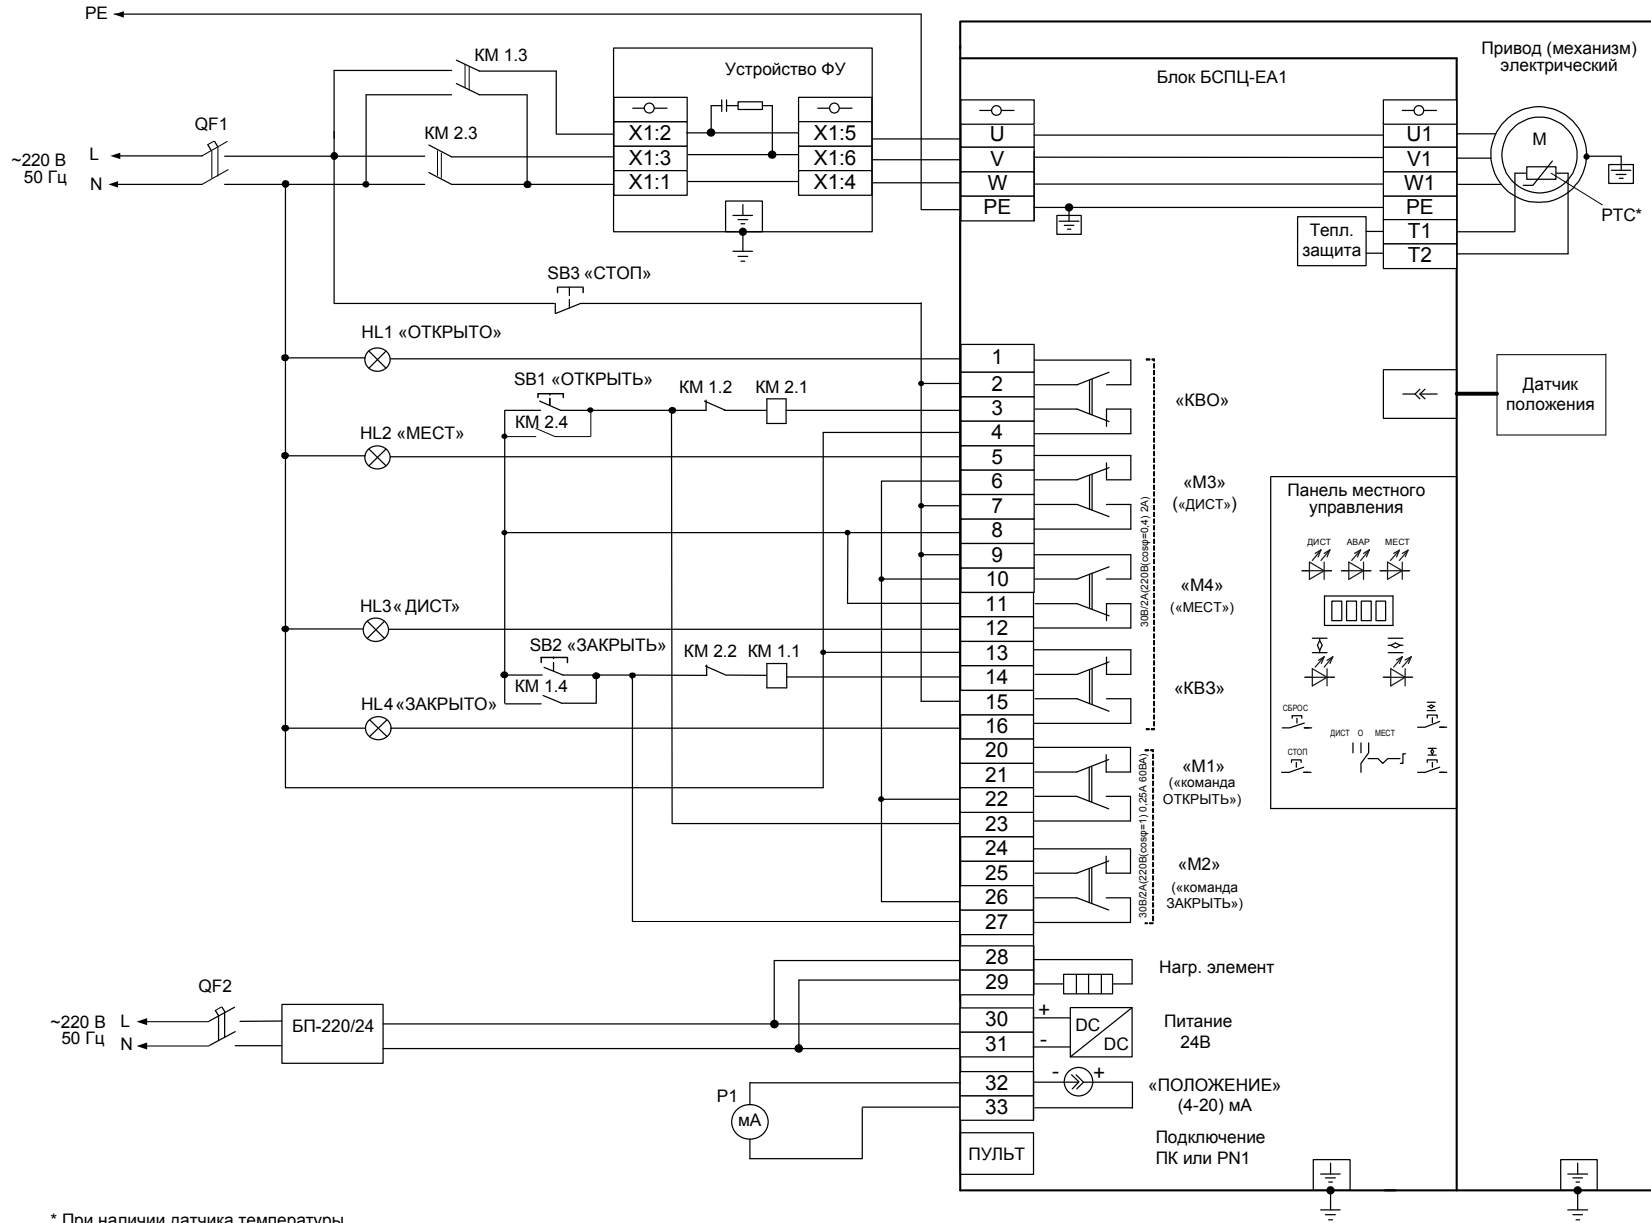 PE
КМ 1.3
Устройство ФУ
Блок БСПЦ-ЕА1
Привод (механизм)
электрический
QF1
КМ 2.3
~220 В
50 Гц
L
N
X1:2
X1:3
X1:1
X1:5
X1:6
X1:4
U
V
W
PE
U1
V1
W1
PE
T1
T2
М
РТС*
Тепл.
защита
SB3 «СТОП»
HL1 «ОТКРЫТО»
SB1 «ОТКРЫТЬ»
КМ 1.2
КМ 2.1
КМ 2.4
HL2 «МЕСТ»
HL3« ДИСТ»
SB2 «ЗАКРЫТЬ»
КМ 2.2
КМ 1.1
КМ 1.4
HL4 «ЗАКРЫТО»
1
2
3
4
5
6
7
8
9
10
11
12
13
14
15
16
20
21
22
23
24
25
26
27
28
29
30
31
32
33
ПУЛЬТ
«КВО»
«М3»
(«ДИСТ»)
«М4»
(«МЕСТ»)
«КВЗ»
30В/2А(220В(cosφ=0,4) 2А)
«М1»
(«команда
ОТКРЫТЬ»)
«М2»
(«команда
ЗАКРЫТЬ»)
30В/2А(220В(cosφ=1) 0,25А 60ВА)
Датчик
положения
Панель местного
управления
ДИСТ
АВАР
МЕСТ
СБРОС
СТОП
ДИСТ О МЕСТ
Нагр. элемент
+
-
DC
DC
Питание
24В
- +
«ПОЛОЖЕНИЕ»
(4-20) мА
Подключение
ПК или PN1
QF2
~220 В
50 Гц
L
N
БП-220/24
P1
мА
* При наличии датчика температуры